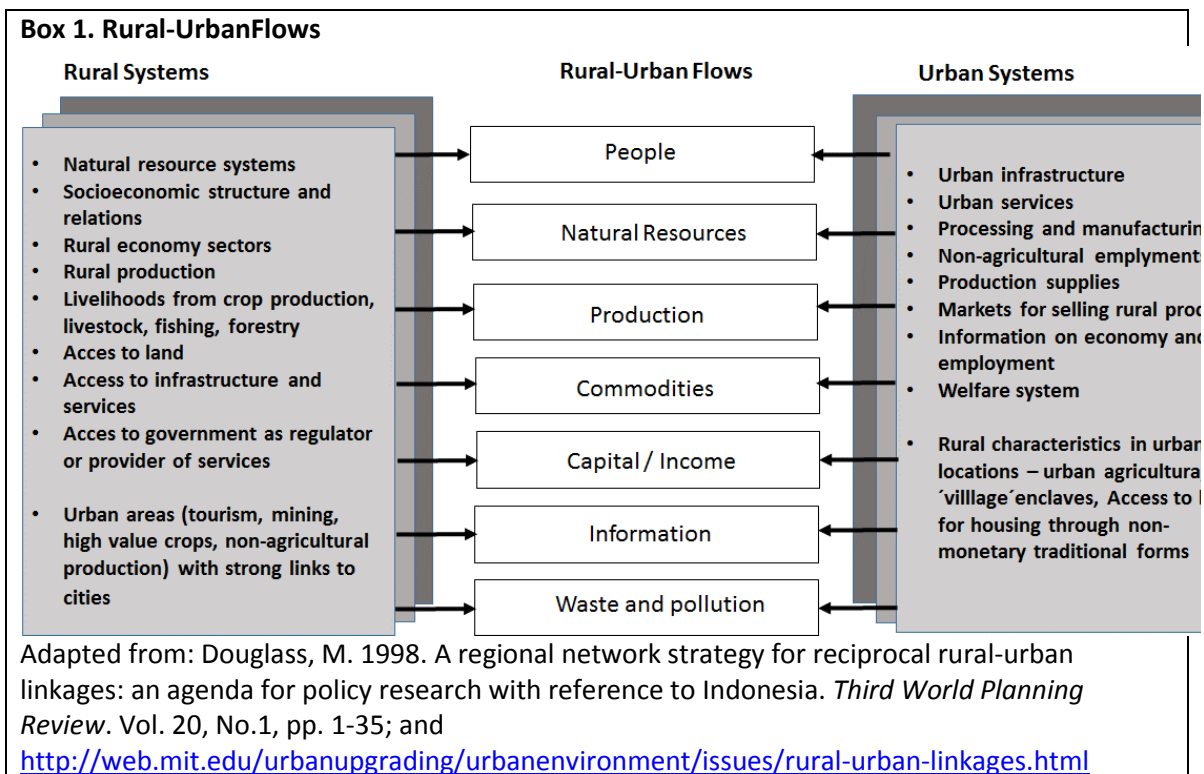 Box 1. Rural-UrbanFlows
Rural Systems
Rural-Urban Flows
Urban Systems
• Natural resource systems
• Socioeconomic structure and
relations
• Rural economy sectors
• Rural production
• Livelihoods from crop production,
livestock, fishing, forestry
• Acces to land
• Access to infrastructure and
services
• Acces to government as regulator
or provider of services
• Urban areas (tourism, mining,
high value crops, non-agricultural
production) with strong links to
cities
People
Natural Resources
Production
Commodities
Capital / Income
Information
Waste and pollution
• Urban infrastructure
• Urban services
• Processing and manufacturin
• Non-agricultural emplyments
• Production supplies
• Markets for selling rural prod
• Information on economy and
employment
• Welfare system
• Rural characteristics in urban
locations – urban agricultura
´villlage´enclaves, Access to
for housing through non-
monetary traditional forms
Adapted from: Douglass, M. 1998. A regional network strategy for reciprocal rural-urban
linkages: an agenda for policy research with reference to Indonesia. Third World Planning
Review. Vol. 20, No.1, pp. 1-35; and
http://web.mit.edu/urbanupgrading/urbanenvironment/issues/rural-urban-linkages.html